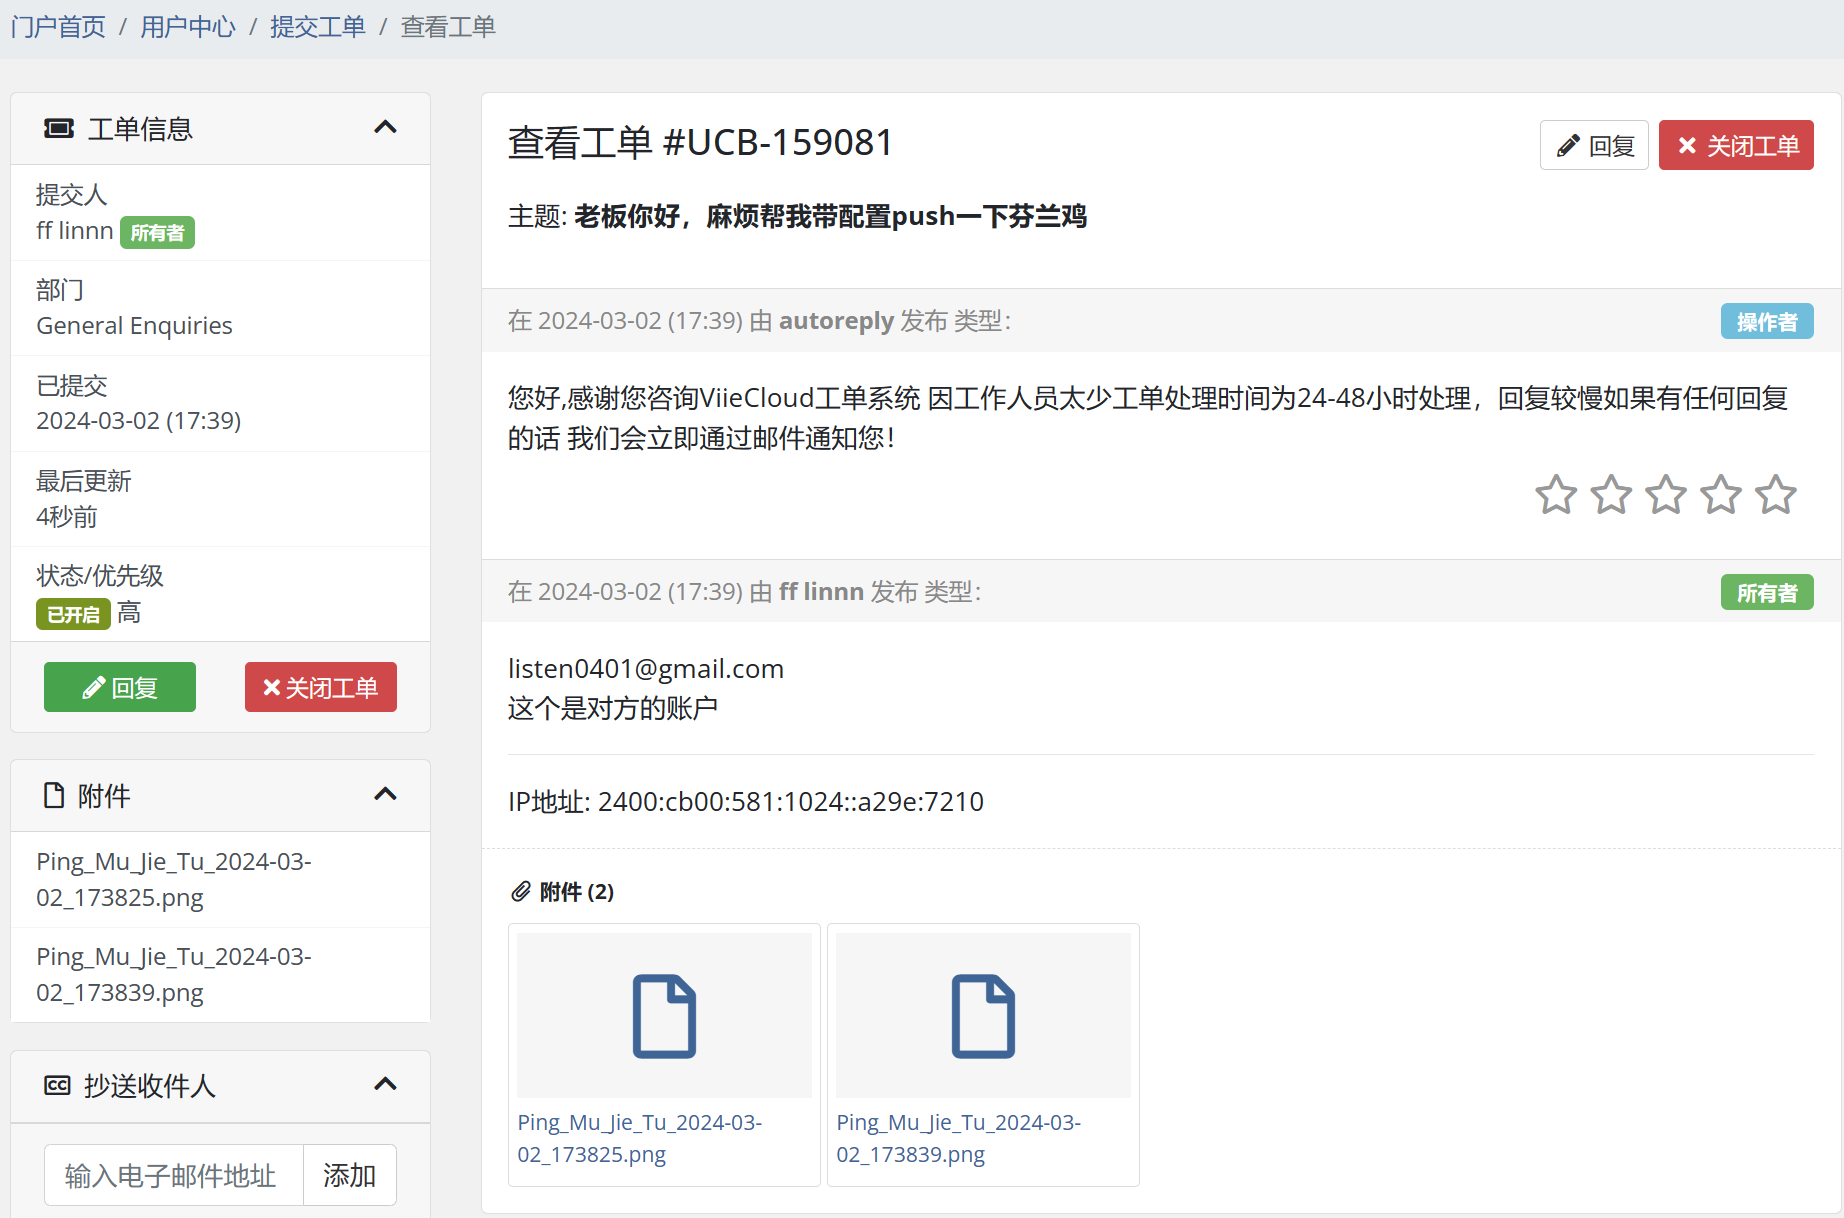 门户首页 / 用户中心 / 提交工单 / 查看工单
工单信息
提交人
ff linnn 所有者
部门
General Enquiries
已提交
2024-03-02 (17:39)
最后更新
4秒前
状态/优先级
已开启 高
回复 关闭工单
附件
Ping_Mu_Jie_Tu_2024-03-
02_173825.png
Ping_Mu_Jie_Tu_2024-03-
02_173839.png
抄送收件人
输入电子邮件地址 添加
查看工单 #UCB-159081
回复 关闭工单
主题: 老板你好，麻烦帮我带配置push一下芬兰鸡
在 2024-03-02 (17:39) 由 autoreply 发布 类型：
操作者
您好,感谢您咨询ViieCloud工单系统 因工作人员太少工单处理时间为24-48小时处理，回复较慢如果有任何回复
的话 我们会立即通过邮件通知您！
在 2024-03-02 (17:39) 由 ff linnn 发布 类型：
所有者
listen0401@gmail.com
这个是对方的账户
IP地址: 2400:cb00:581:1024::a29e:7210
附件 (2)
Ping_Mu_Jie_Tu_2024-03-
02_173825.png
Ping_Mu_Jie_Tu_2024-03-
02_173839.png